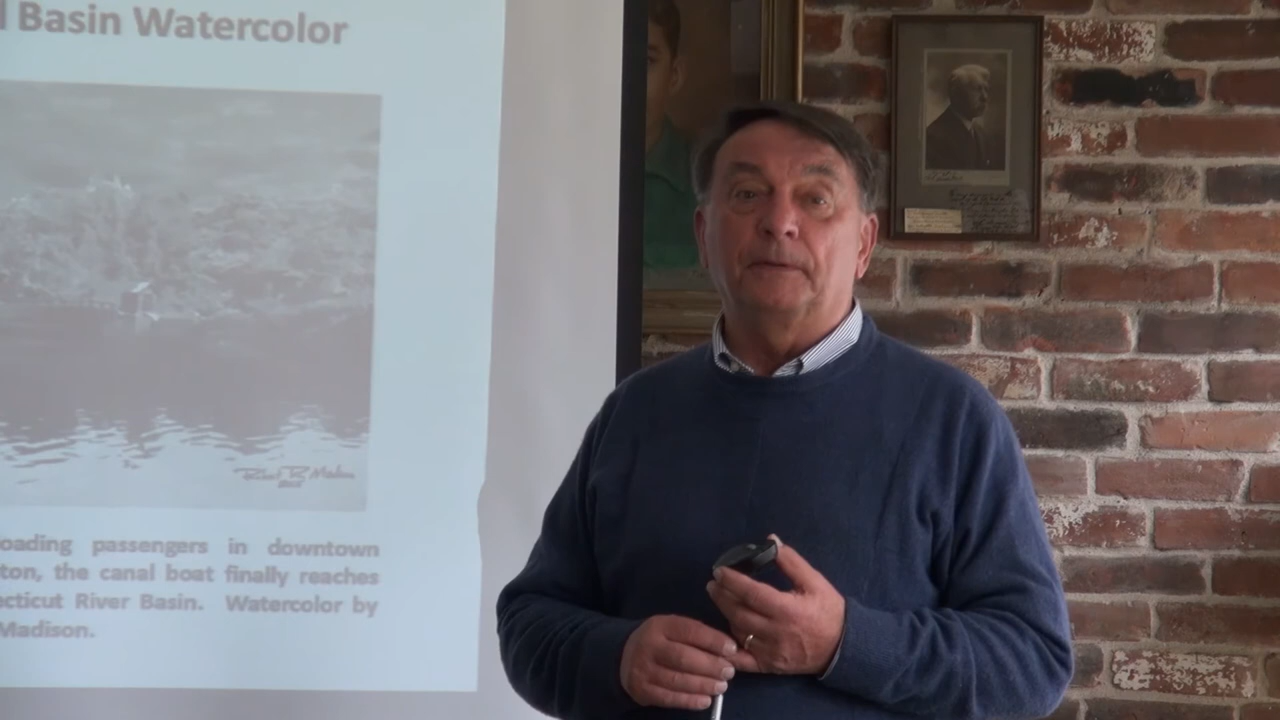 Basin Watercolor
oading passengers in downtown
ton, the canal boat finally reaches
cticut River Basin. Watercolor by
Madison.